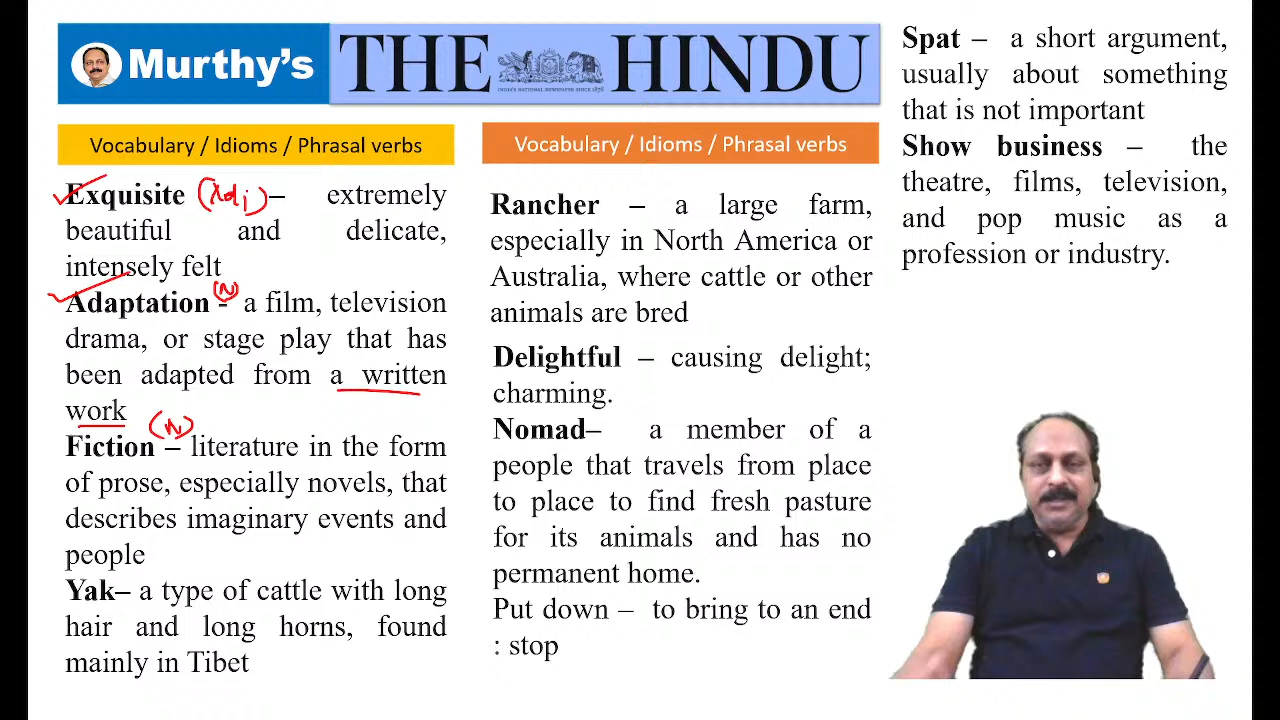 Murthy's
THE HINDU
INDIA'S NATIONAL NEWSPAPER SINCE 1878
Vocabulary / Idioms / Phrasal verbs
Exquisite (Adj) – extremely
beautiful and delicate,
intensely felt
Adaptation (N) - a film, television
drama, or stage play that has
been adapted from a written
work
Fiction (N) – literature in the form
of prose, especially novels, that
describes imaginary events and
people
Yak– a type of cattle with long
hair and long horns, found
mainly in Tibet
Vocabulary / Idioms / Phrasal verbs
Rancher – a large farm,
especially in North America or
Australia, where cattle or other
animals are bred
Delightful – causing delight;
charming.
Nomad– a member of a
people that travels from place
to place to find fresh pasture
for its animals and has no
permanent home.
Put down – to bring to an end
: stop
Spat – a short argument,
usually about something
that is not important
Show business – the
theatre, films, television,
and pop music as a
profession or industry.